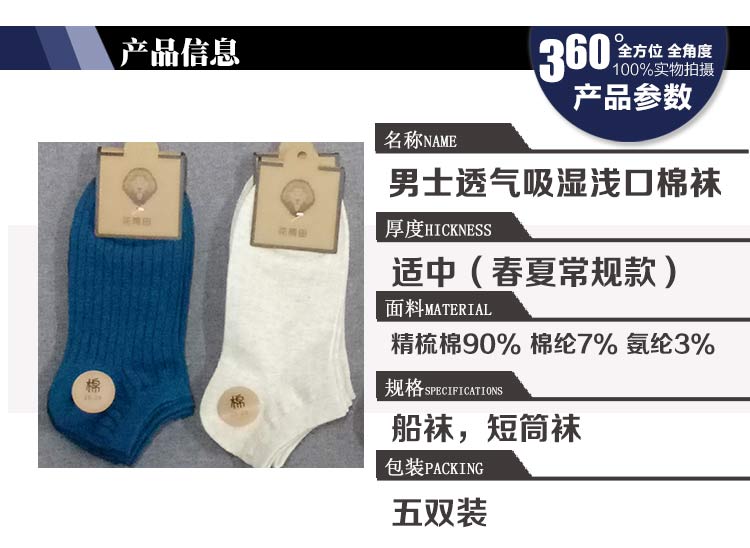 产品信息
360°
全方位 全角度
100%实物拍摄
产品参数
名称NAME
男士透气吸湿浅口棉袜
厚度HICKNESS
适中（春夏常规款）
面料MATERIAL
精梳棉90% 棉纶7% 氨纶3%
规格SPECIFICATIONS
船袜，短筒袜
包装PACKING
五双装
棉
棉